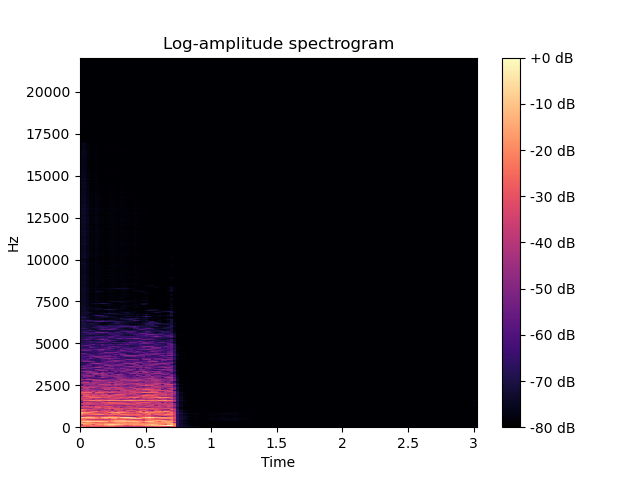 Log-amplitude spectrogram
20000
17500
15000
12500
10000
7500
5000
2500
0
Hz
0 0.5 1 1.5 2 2.5 3
Time
+0 dB
-10 dB
-20 dB
-30 dB
-40 dB
-50 dB
-60 dB
-70 dB
-80 dB